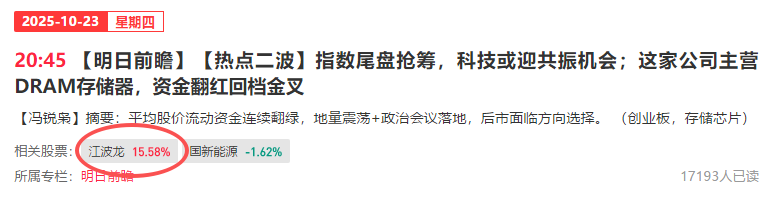 2025-10-23 星期四
20:45 【明日前瞻】【热点二波】指数尾盘抢筹，科技或迎共振机会；这家公司主营
DRAM存储器，资金翻红回档金叉
【冯锐枭】摘要：平均股价流动资金连续翻绿，地量震荡+政治会议落地，后市面临方向选择。（创业板，存储芯片）
相关股票： 江波龙 15.58% 国新能源 -1.62%
所属专栏：明日前瞻 17193人已读